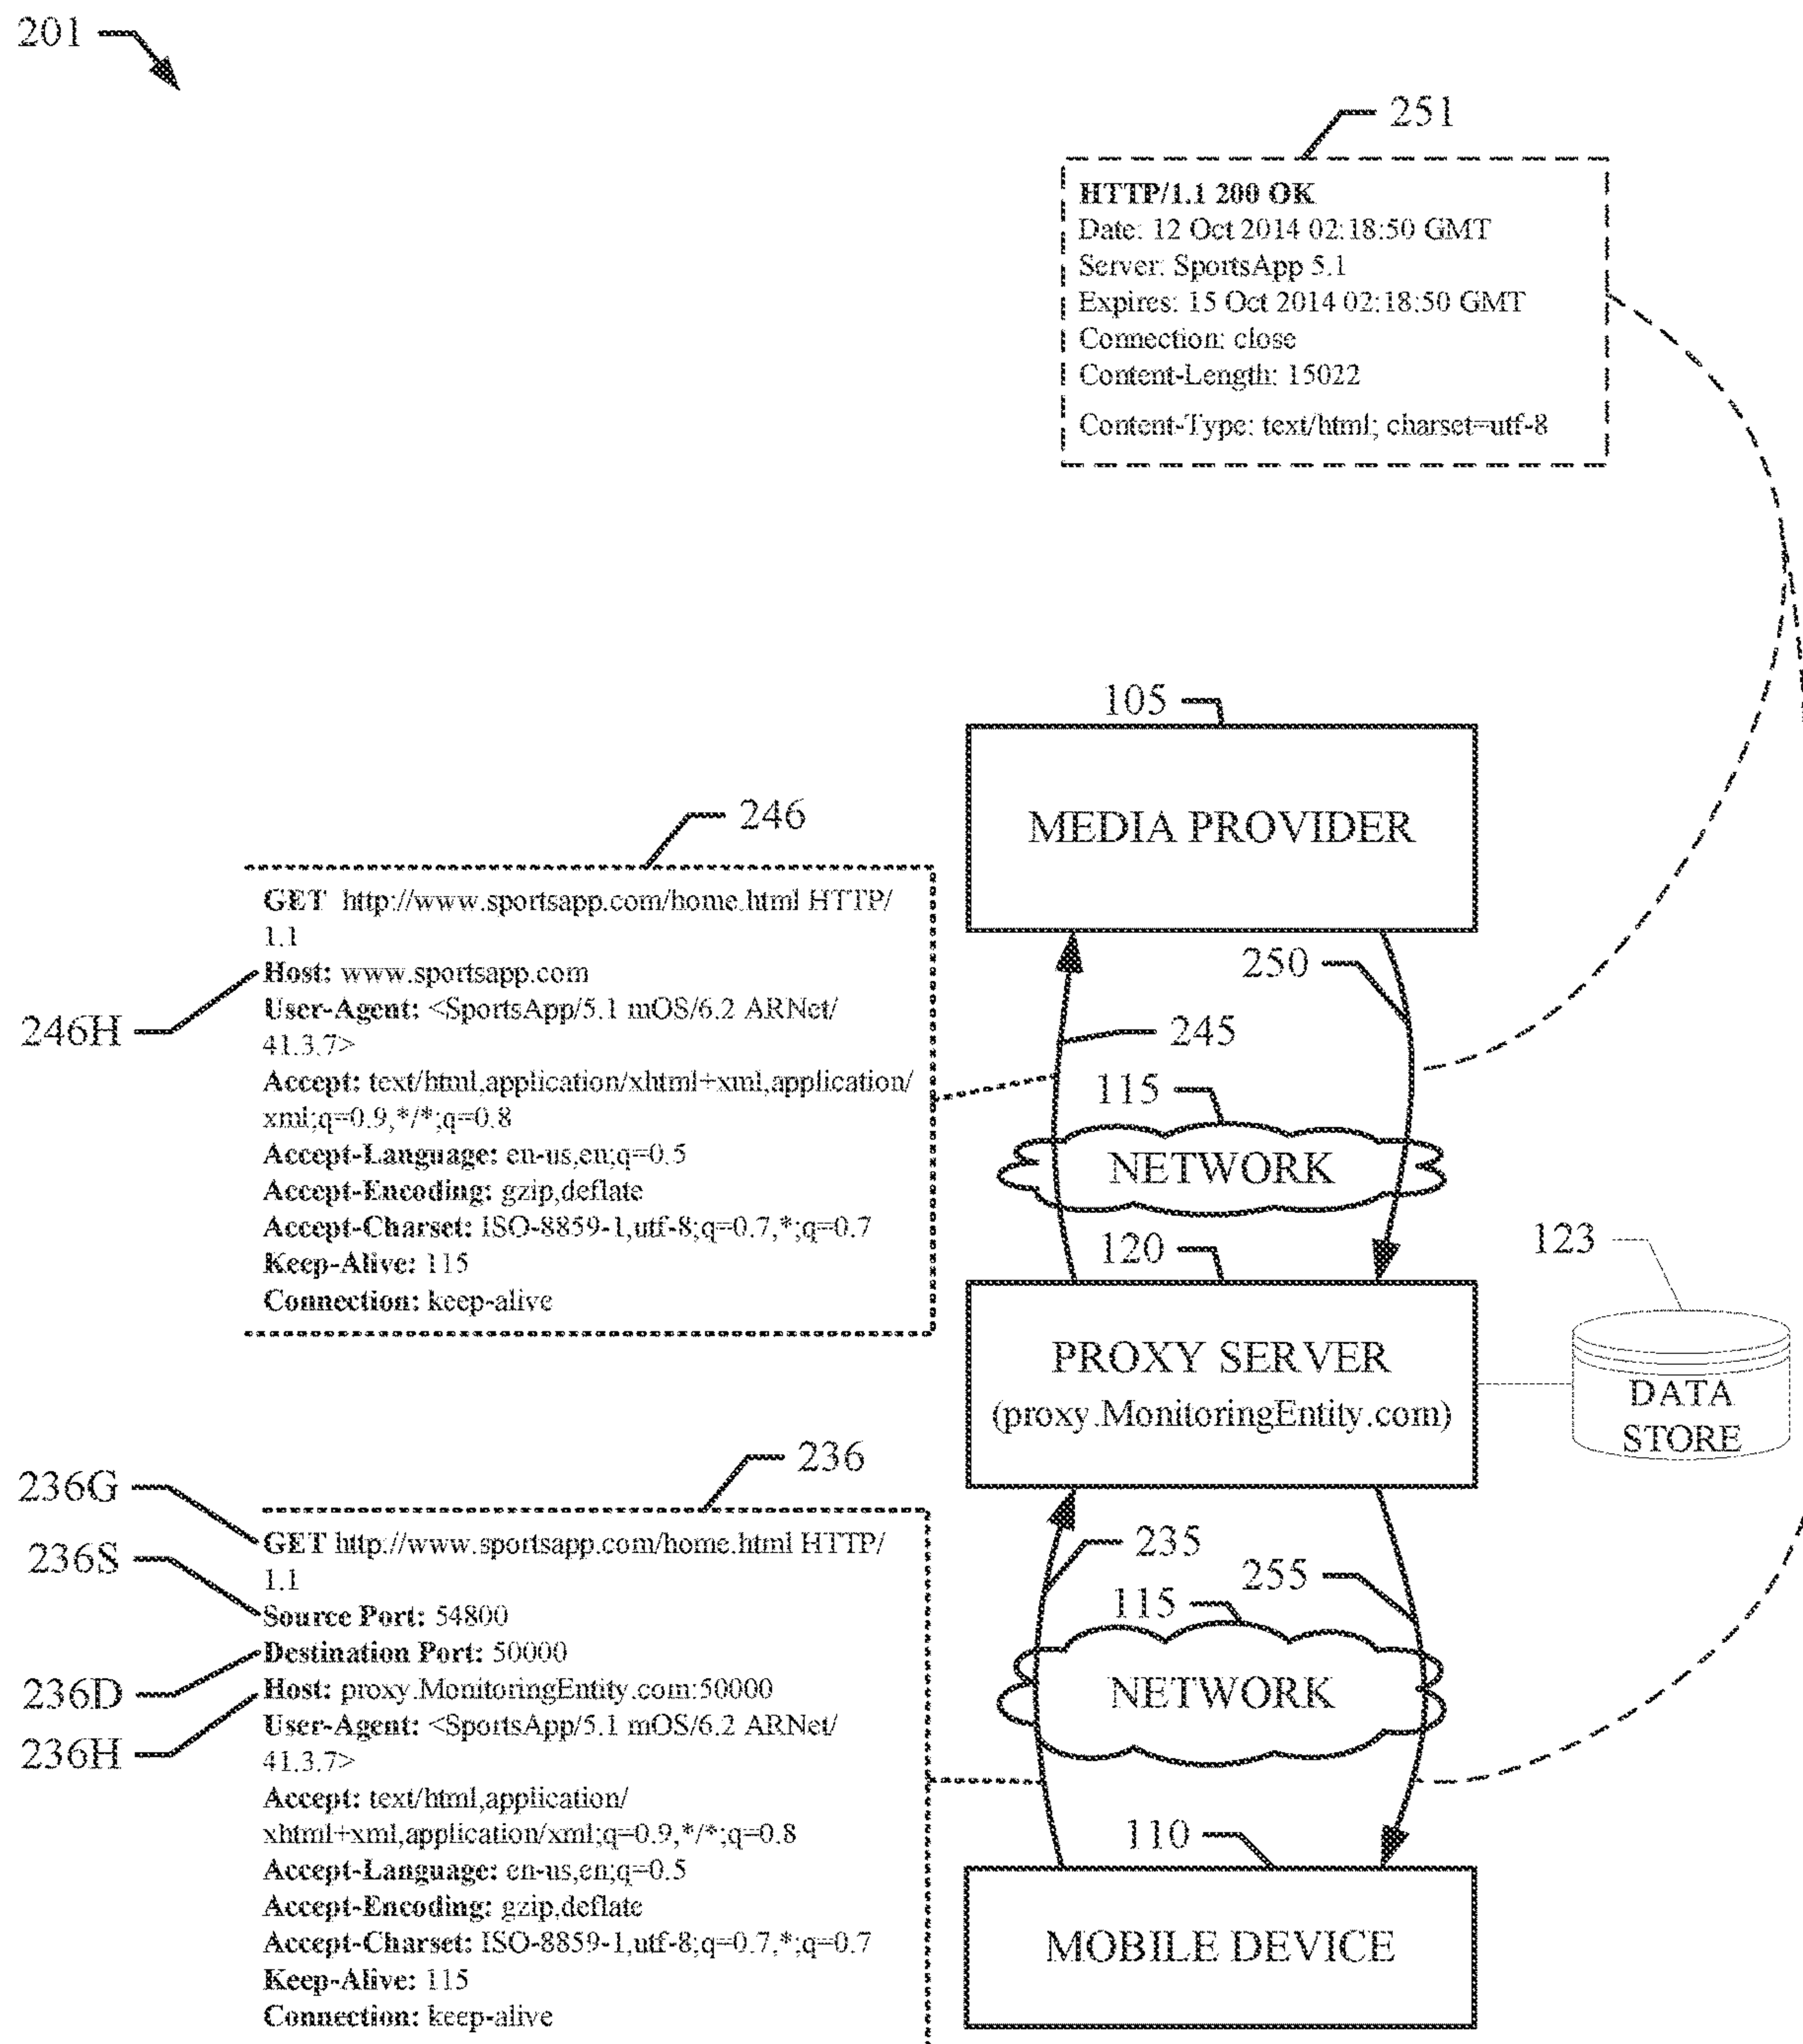 201
251
HTTP/1.1 200 OK
Date: 12 Oct 2014 02:18:50 GMT
Server: SportsApp 5.1
Expires: 15 Oct 2014 02:18:50 GMT
Connection: close
Content-Length: 15022
Content-Type: text/html; charset=utf-8
105
MEDIA PROVIDER
246
GET http://www.sportsapp.com/home.html HTTP/
1.1
Host: www.sportsapp.com
User-Agent: <SportsApp/5.1 mOS/6.2 ARNet/
41.3.7>
Accept: text/html,application/xhtml+xml,application/
xml;q=0.9,*/*;q=0.8
Accept-Language: en-us,en;q=0.5
Accept-Encoding: gzip,deflate
Accept-Charset: ISO-8859-1,utf-8;q=0.7,*;q=0.7
Keep-Alive: 115
Connection: keep-alive
246H
250
245
115
NETWORK
120
PROXY SERVER
(proxy.MonitoringEntity.com)
123
DATA
STORE
236
236G
236S
236D
236H
GET http://www.sportsapp.com/home.html HTTP/
1.1
Source Port: 54800
Destination Port: 50000
Host: proxy.MonitoringEntity.com:50000
User-Agent: <SportsApp/5.1 mOS/6.2 ARNet/
41.3.7>
Accept: text/html,application/
xhtml+xml,application/xml;q=0.9,*/*;q=0.8
Accept-Language: en-us,en;q=0.5
Accept-Encoding: gzip,deflate
Accept-Charset: ISO-8859-1,utf-8;q=0.7,*;q=0.7
Keep-Alive: 115
Connection: keep-alive
235
255
115
NETWORK
110
MOBILE DEVICE